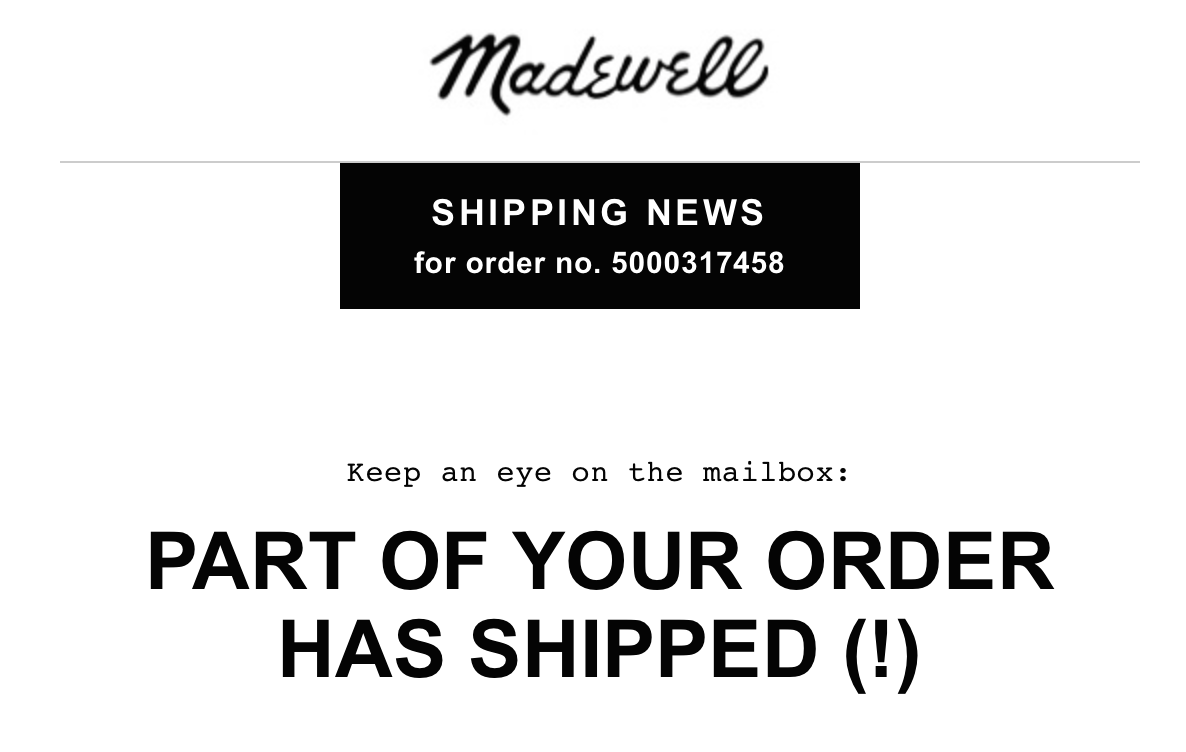 Madewell
SHIPPING NEWS
for order no. 5000317458
Keep an eye on the mailbox:
PART OF YOUR ORDER
HAS SHIPPED (!)